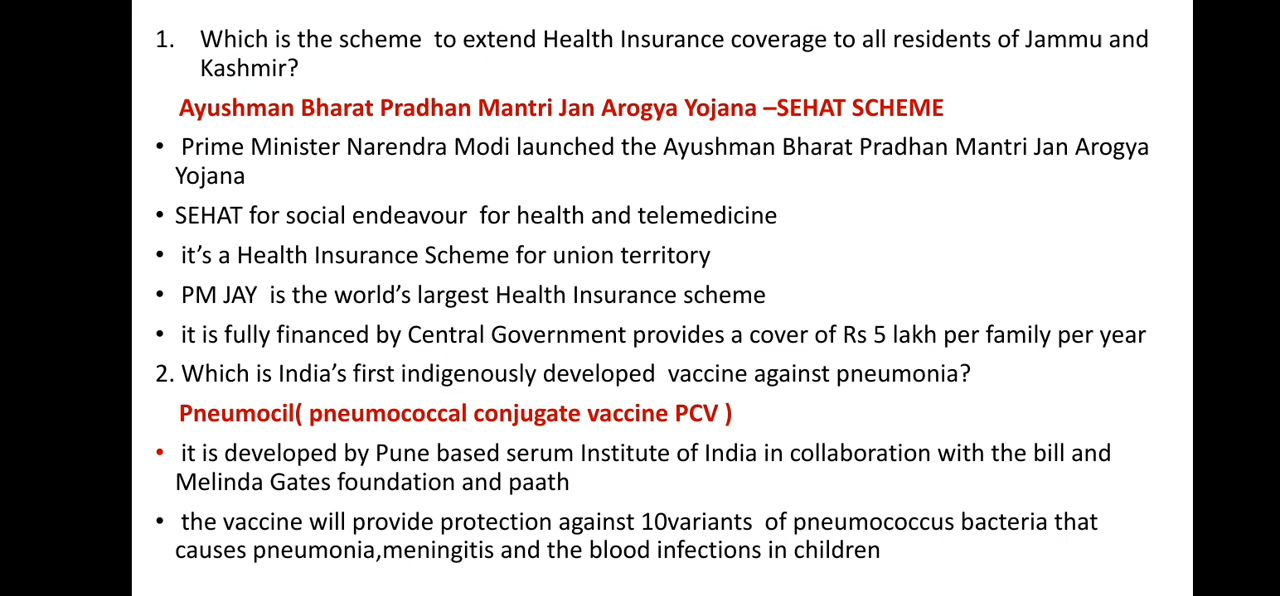 1. Which is the scheme to extend Health Insurance coverage to all residents of Jammu and
Kashmir?
Ayushman Bharat Pradhan Mantri Jan Arogya Yojana –SEHAT SCHEME
• Prime Minister Narendra Modi launched the Ayushman Bharat Pradhan Mantri Jan Arogya
Yojana
• SEHAT for social endeavour for health and telemedicine
• it’s a Health Insurance Scheme for union territory
• PM JAY is the world’s largest Health Insurance scheme
• it is fully financed by Central Government provides a cover of Rs 5 lakh per family per year
2. Which is India’s first indigenously developed vaccine against pneumonia?
Pneumocil( pneumococcal conjugate vaccine PCV )
• it is developed by Pune based serum Institute of India in collaboration with the bill and
Melinda Gates foundation and paath
• the vaccine will provide protection against 10variants of pneumococcus bacteria that
causes pneumonia,meningitis and the blood infections in children